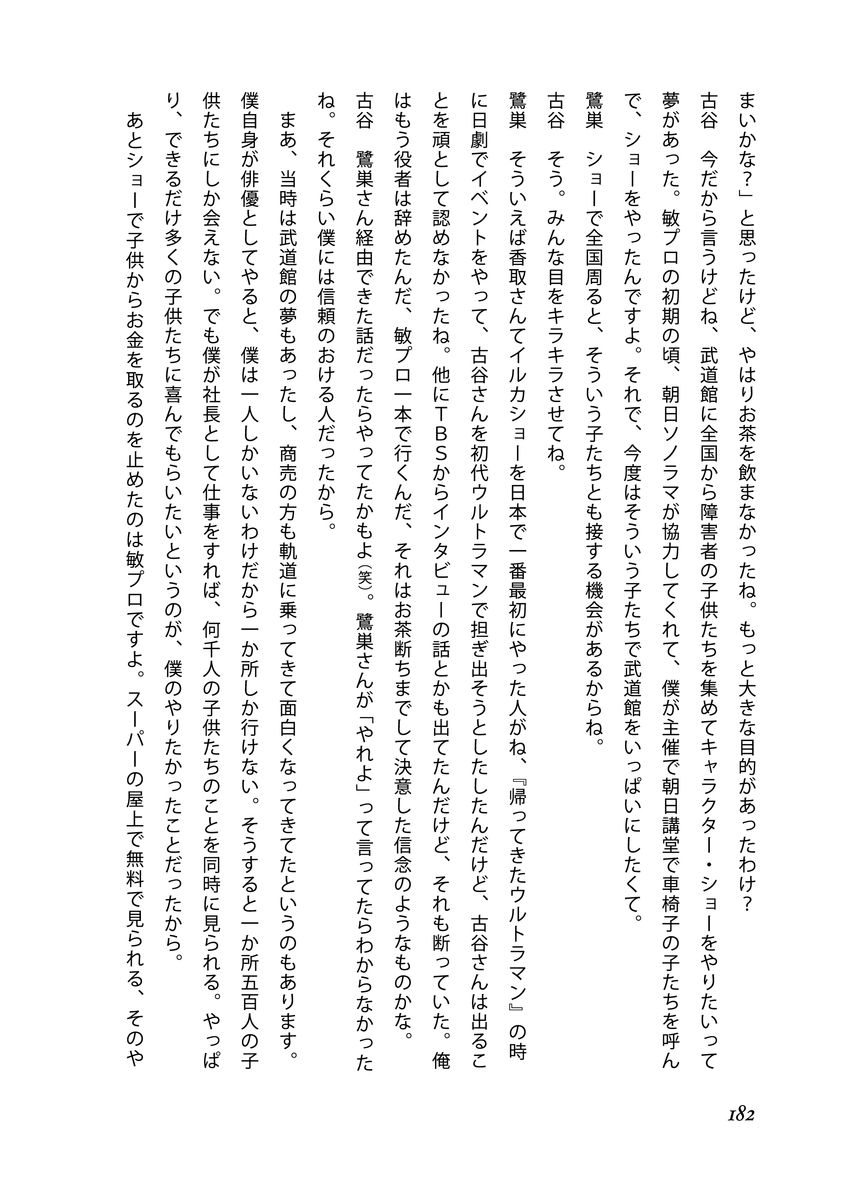 まいかな？」と思ったけど、やはりお茶を飲まなかったね。もっと大きな目的があったわけ？
古谷　今だから言うけどね、武道館に全国から障害者の子供たちを集めてキャラクター・ショーをやりたいって
夢があった。敏プロの初期の頃、朝日ソノラマが協力してくれて、僕が主催で朝日講堂で車椅子の子たちを呼ん
で、ショーをやったんですよ。それで、今度はそういう子たちで武道館をいっぱいにしたくて。
鷺巣　ショーで全国周ると、そういう子たちとも接する機会があるからね。
古谷　そう。みんな目をキラキラさせてね。
鷺巣　そういえば香取さんてイルカショーを日本で一番最初にやった人がね、『帰ってきたウルトラマン』の時
に日劇でイベントをやって、古谷さんを初代ウルトラマンで担ぎ出そうとしたしたんだけど、古谷さんは出るこ
とを頑として認めなかったね。他にＴＢＳからインタビューの話とかも出てたんだけど、それも断っていた。俺
はもう役者は辞めたんだ、敏プロ一本で行くんだ、それはお茶断ちまでして決意した信念のようなものかな。
古谷　鷺巣さん経由できた話だったらやってたかもよ（笑）。鷺巣さんが「やれよ」って言ってたらわからなかった
ね。それくらい僕には信頼のおける人だったから。
まあ、当時は武道館の夢もあったし、商売の方も軌道に乗ってきて面白くなってきてたというのもあります。
僕自身が俳優としてやると、僕は一人しかいないわけだから一か所しか行けない。そうすると一か所五百人の子
供たちにしか会えない。でも僕が社長として仕事をすれば、何千人の子供たちのことを同時に見られる。やっぱ
り、できるだけ多くの子供たちに喜んでもらいたいというのが、僕のやりたかったことだったから。
あとショーで子供からお金を取るのを止めたのは敏プロですよ。スーパーの屋上で無料で見られる、そのや
182